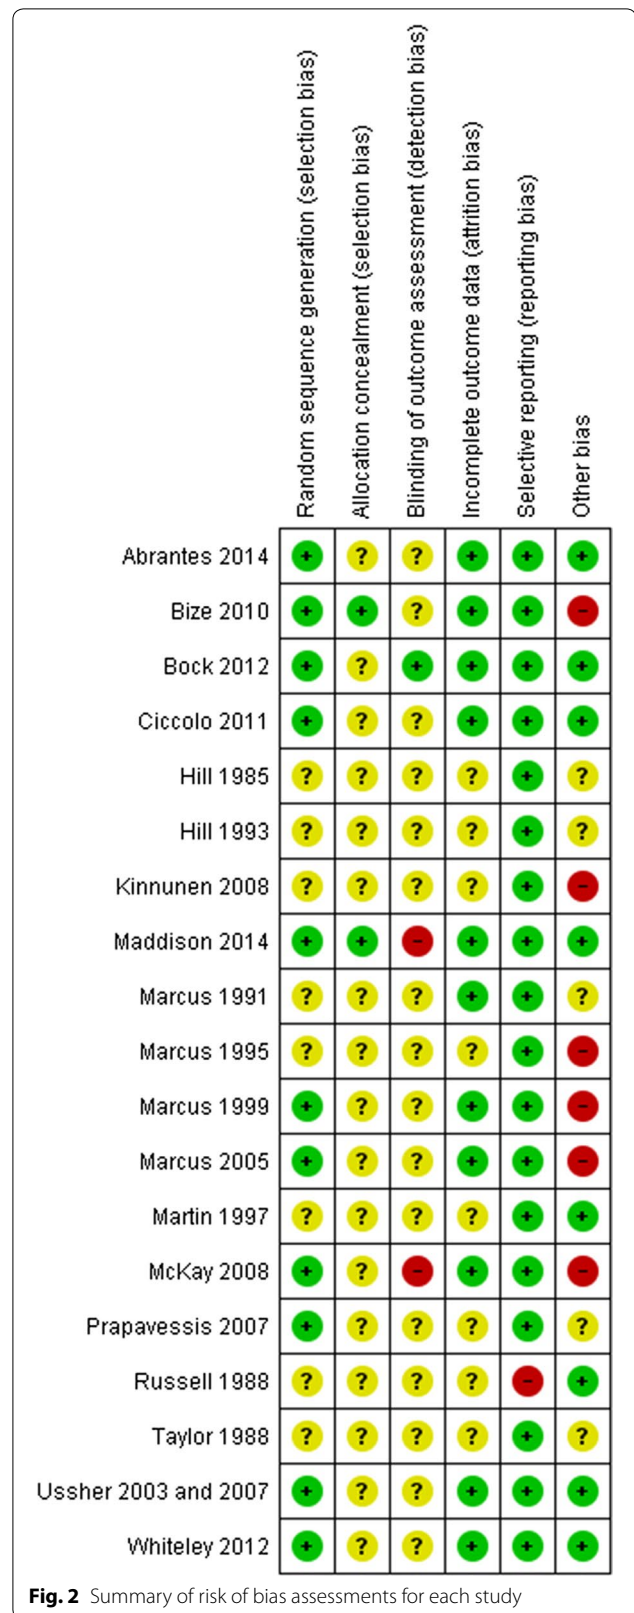 Random sequence generation (selection bias)
Allocation concealment (selection bias)
Blinding of outcome assessment (detection bias)
Incomplete outcome data (attrition bias)
Selective reporting (reporting bias)
Other bias
Abrantes 2014 + ? ? + + +
Bize 2010 + + ? + + -
Bock 2012 + ? + + + +
Ciccolo 2011 + ? ? + + +
Hill 1985 ? ? ? ? + ?
Hill 1993 ? ? ? ? + ?
Kinnunen 2008 ? ? ? ? + -
Maddison 2014 + + - + + +
Marcus 1991 ? ? ? + + ?
Marcus 1995 ? ? ? ? + -
Marcus 1999 + ? ? + + -
Marcus 2005 + ? ? + + -
Martin 1997 ? ? ? ? + +
McKay 2008 + ? - + + -
Prapavessis 2007 + ? ? ? + ?
Russell 1988 ? ? ? ? - +
Taylor 1988 ? ? ? ? + ?
Ussher 2003 and 2007 + ? ? + + +
Whiteley 2012 + ? ? + + +
Fig. 2 Summary of risk of bias assessments for each study